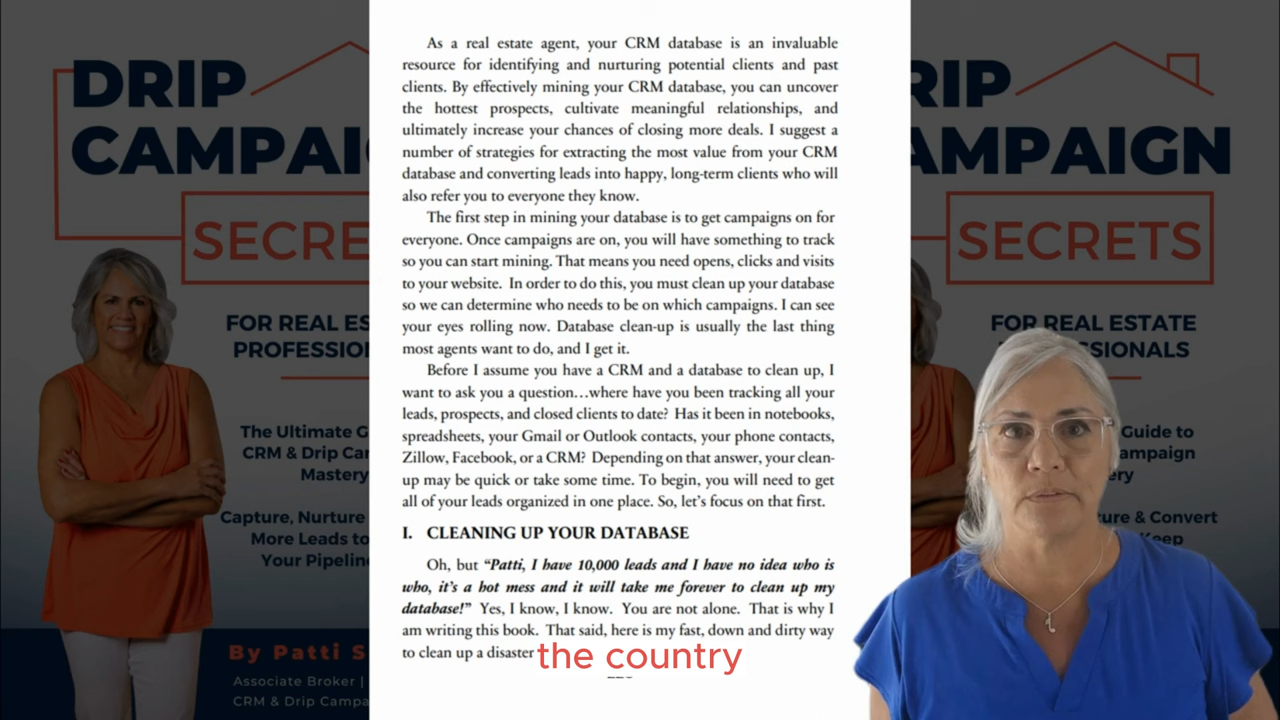 DRIP
CAMPAI
SECRE
FOR REAL ES
PROFESSIO
The Ultimate G
CRM & Drip Ca
Mastery
Capture, Nurture
More Leads to
Your Pipelin
By Patti S
Associate Broker |
CRM & Drip Campa
As a real estate agent, your CRM database is an invaluable
resource for identifying and nurturing potential clients and past
clients. By effectively mining your CRM database, you can uncover
the hottest prospects, cultivate meaningful relationships, and
ultimately increase your chances of closing more deals. I suggest a
number of strategies for extracting the most value from your CRM
database and converting leads into happy, long-term clients who will
also refer you to everyone they know.
The first step in mining your database is to get campaigns on for
everyone. Once campaigns are on, you will have something to track
so you can start mining. That means you need opens, clicks and visits
to your website. In order to do this, you must clean up your database
so we can determine who needs to be on which campaigns. I can see
your eyes rolling now. Database clean-up is usually the last thing
most agents want to do, and I get it.
Before I assume you have a CRM and a database to clean up, I
want to ask you a question…where have you been tracking all your
leads, prospects, and closed clients to date? Has it been in notebooks,
spreadsheets, your Gmail or Outlook contacts, your phone contacts,
Zillow, Facebook, or a CRM? Depending on that answer, your clean-
up may be quick or take some time. To begin, you will need to get
all of your leads organized in one place. So, let's focus on that first.
I. CLEANING UP YOUR DATABASE
Oh, but "Patti, I have 10,000 leads and I have no idea who is
who, it's a hot mess and it will take me forever to clean up my
database!" Yes, I know, I know. You are not alone. That is why I
am writing this book. That said, here is my fast, down and dirty way
to clean up a disaster
the country
RIP
AMPAIGN
SECRETS
FOR REAL ESTATE
SSIONALS
Guide to
ampaign
ery
ure & Convert
Keep